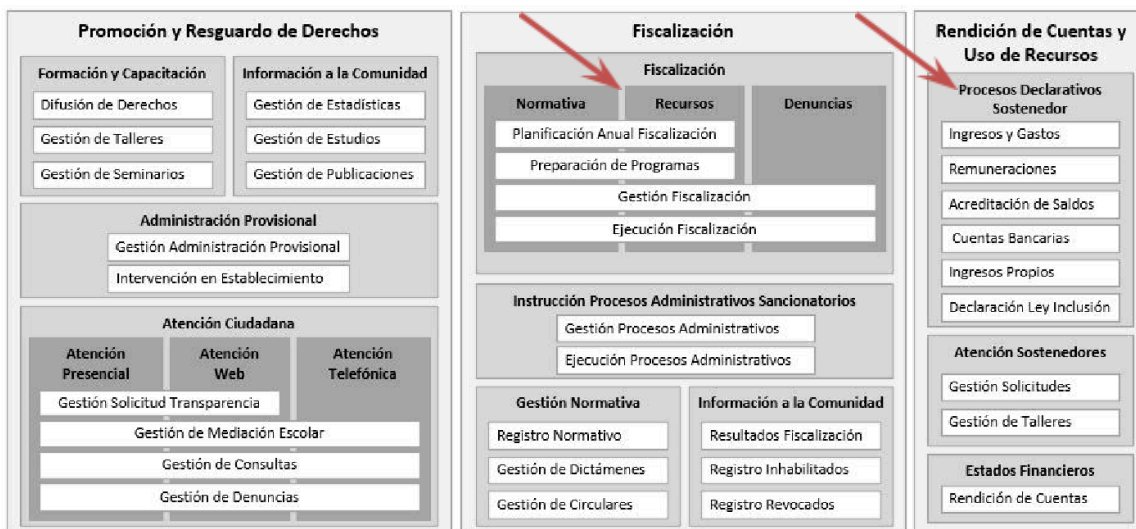 Promoción y Resguardo de Derechos
Formación y Capacitación
Difusión de Derechos
Gestión de Talleres
Gestión de Seminarios
Información a la Comunidad
Gestión de Estadísticas
Gestión de Estudios
Gestión de Publicaciones
Administración Provisional
Gestión Administración Provisional
Intervención en Establecimiento
Atención Ciudadana
Atención
Presencial
Atención
Web
Atención
Telefónica
Gestión Solicitud Transparencia
Gestión de Mediación Escolar
Gestión de Consultas
Gestión de Denuncias
Fiscalización
Fiscalización
Normativa
Recursos
Denuncias
Planificación Anual Fiscalización
Preparación de Programas
Gestión Fiscalización
Ejecución Fiscalización
Instrucción Procesos Administrativos Sancionatorios
Gestión Procesos Administrativos
Ejecución Procesos Administrativos
Gestión Normativa
Registro Normativo
Gestión de Dictámenes
Gestión de Circulares
Información a la Comunidad
Resultados Fiscalización
Registro Inhabilitados
Registro Revocados
Rendición de Cuentas y
Uso de Recursos
Procesos Declarativos
Sostenedor
Ingresos y Gastos
Remuneraciones
Acreditación de Saldos
Cuentas Bancarias
Ingresos Propios
Declaración Ley Inclusión
Atención Sostenedores
Gestión Solicitudes
Gestión de Talleres
Estados Financieros
Rendición de Cuentas